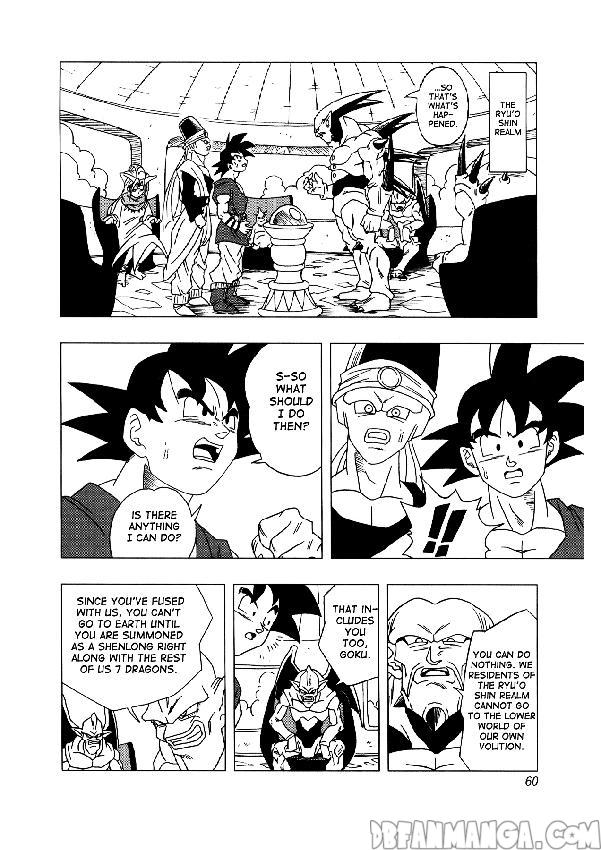 THE
RYU'O
SHIN
REALM
...SO
THAT'S
WHAT'S
HAP-
PENED.
!!
S-SO
WHAT
SHOULD
I DO
THEN?
IS THERE
ANYTHING
I CAN DO?
YOU CAN DO
NOTHING. WE
RESIDENTS OF
THE RYU'O
SHIN REALM
CANNOT GO
TO THE LOWER
WORLD OF
OUR OWN
VOLITION.
THAT IN-
CLUDES
YOU
TOO,
GOKU.
SINCE YOU'VE FUSED
WITH US, YOU CAN'T
GO TO EARTH UNTIL
YOU ARE SUMMONED
AS A SHENLONG RIGHT
ALONG WITH THE REST
OF US 7 DRAGONS.
60
DBFANMANGA.COM